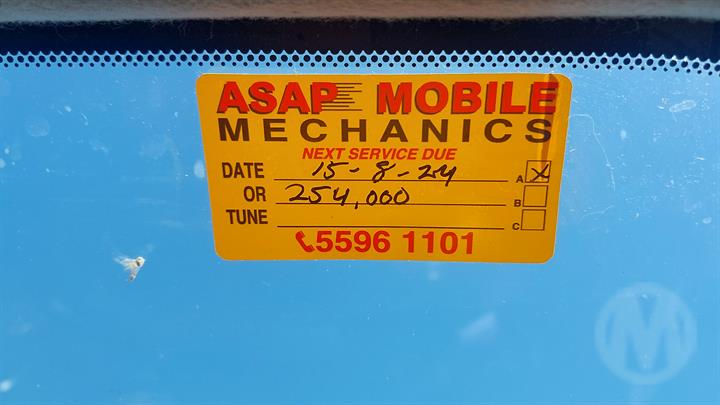 ASAP MOBILE
MECHANICS
NEXT SERVICE DUE
DATE 15-8-24 A X
OR 254,000 B
TUNE C
5596 1101
M